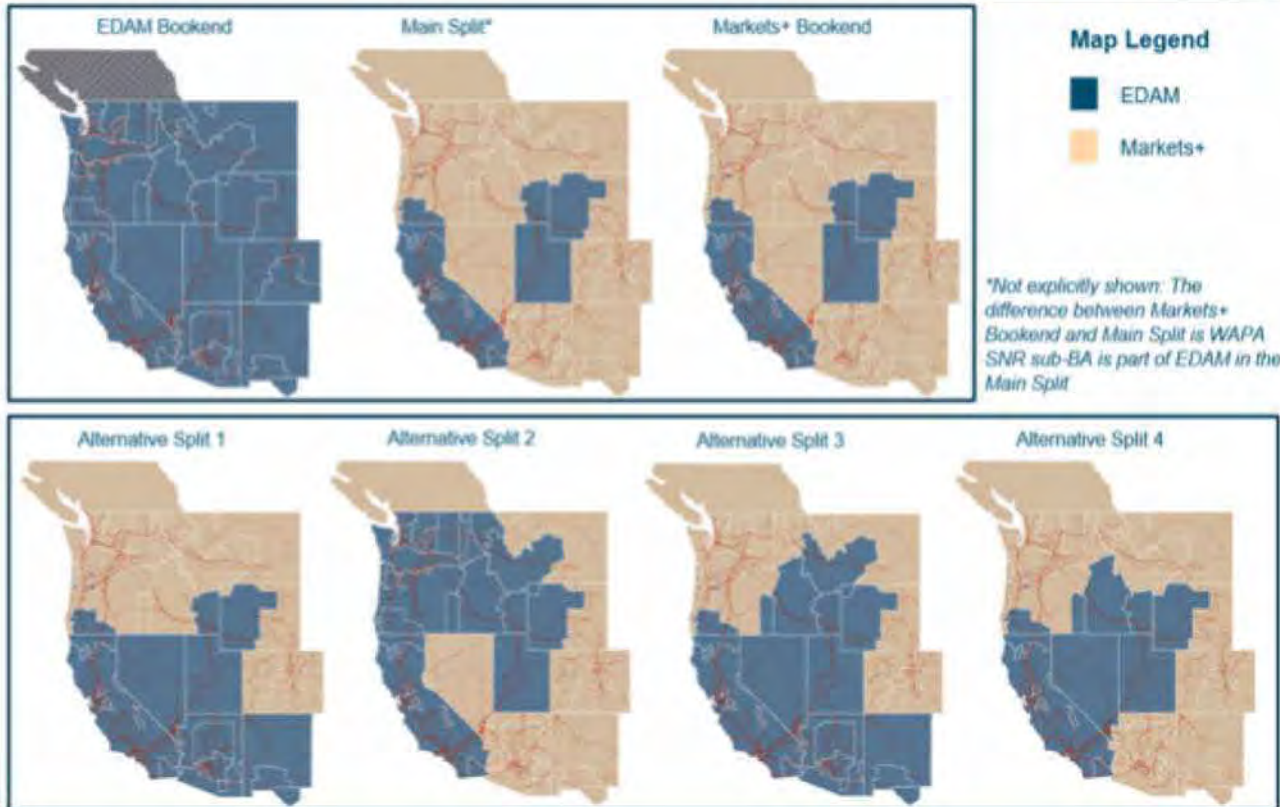 EDAM Bookend
Main Split*
Markets+ Bookend
Map Legend
EDAM
Markets+
*Not explicitly shown: The
difference between Markets+
Bookend and Main Split is WAPA
SNR sub-BA is part of EDAM in the
Main Split
Alternative Split 1
Alternative Split 2
Alternative Split 3
Alternative Split 4